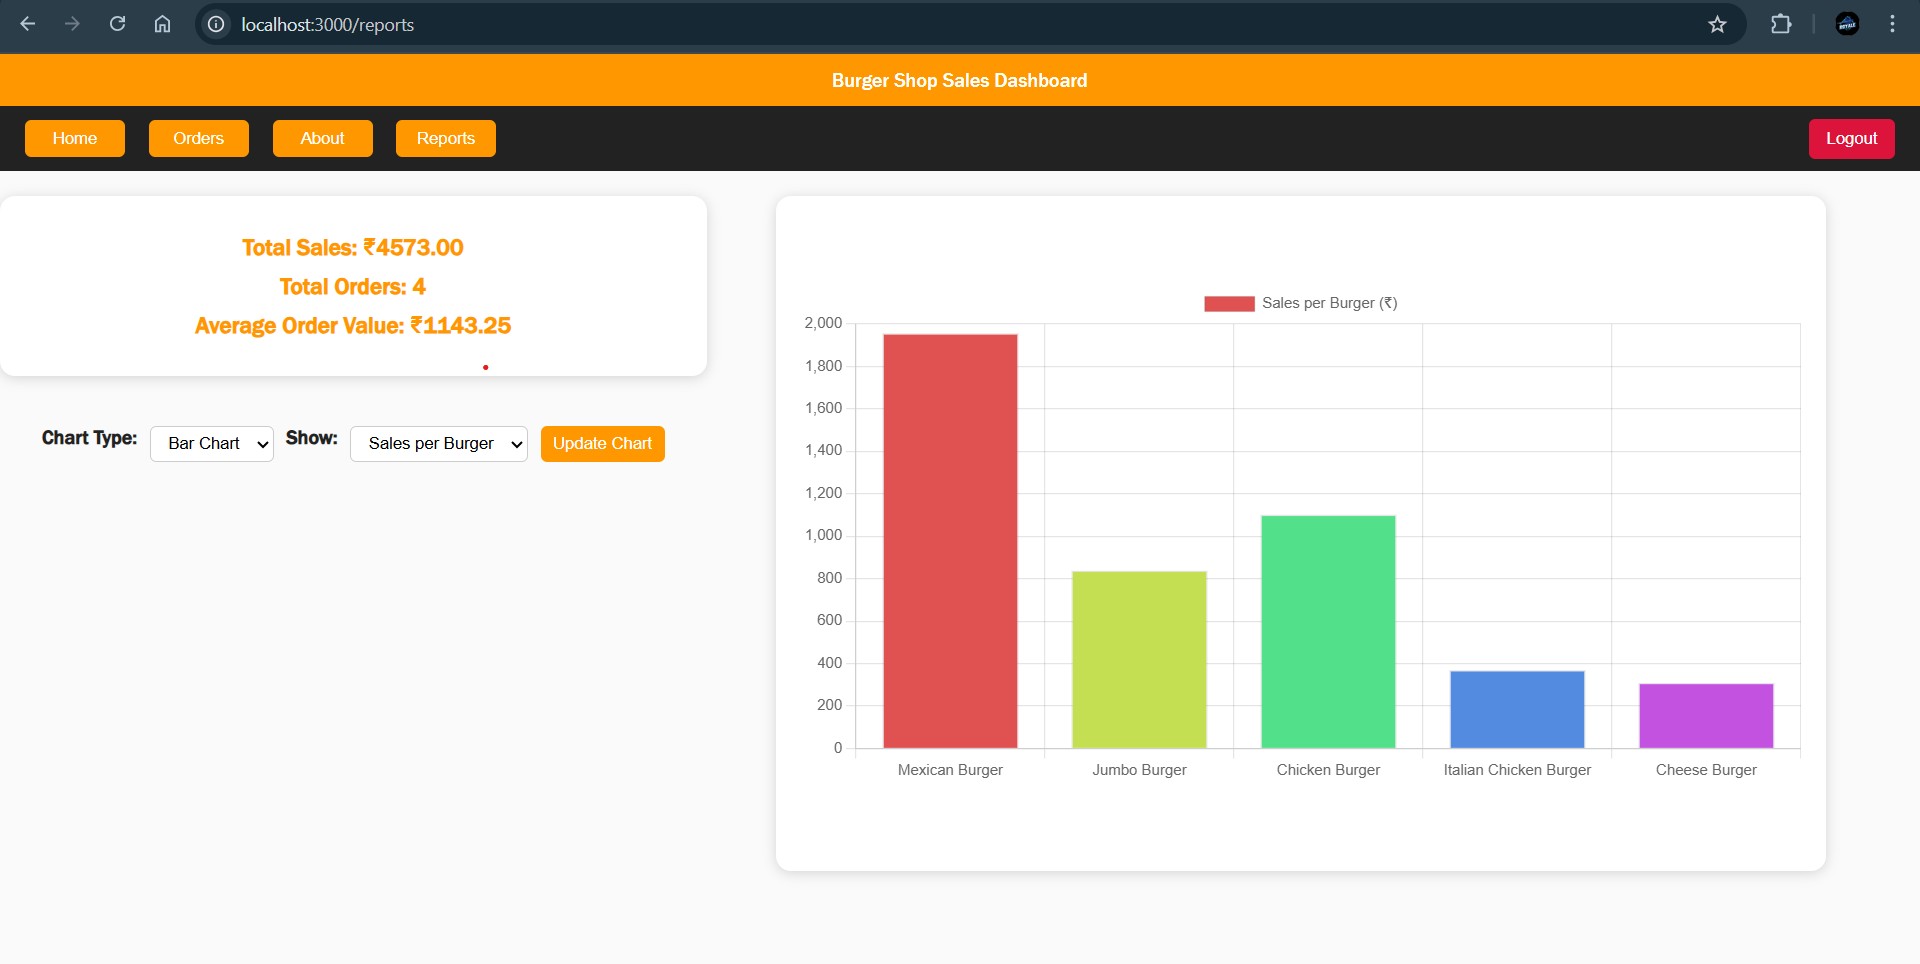 localhost:3000/reports
Burger Shop Sales Dashboard
Home Orders About Reports Logout
Total Sales: ₹4573.00
Total Orders: 4
Average Order Value: ₹1143.25
Chart Type: Bar Chart Show: Sales per Burger Update Chart
Sales per Burger (₹)
2,000
1,800
1,600
1,400
1,200
1,000
800
600
400
200
0
Mexican Burger Jumbo Burger Chicken Burger Italian Chicken Burger Cheese Burger